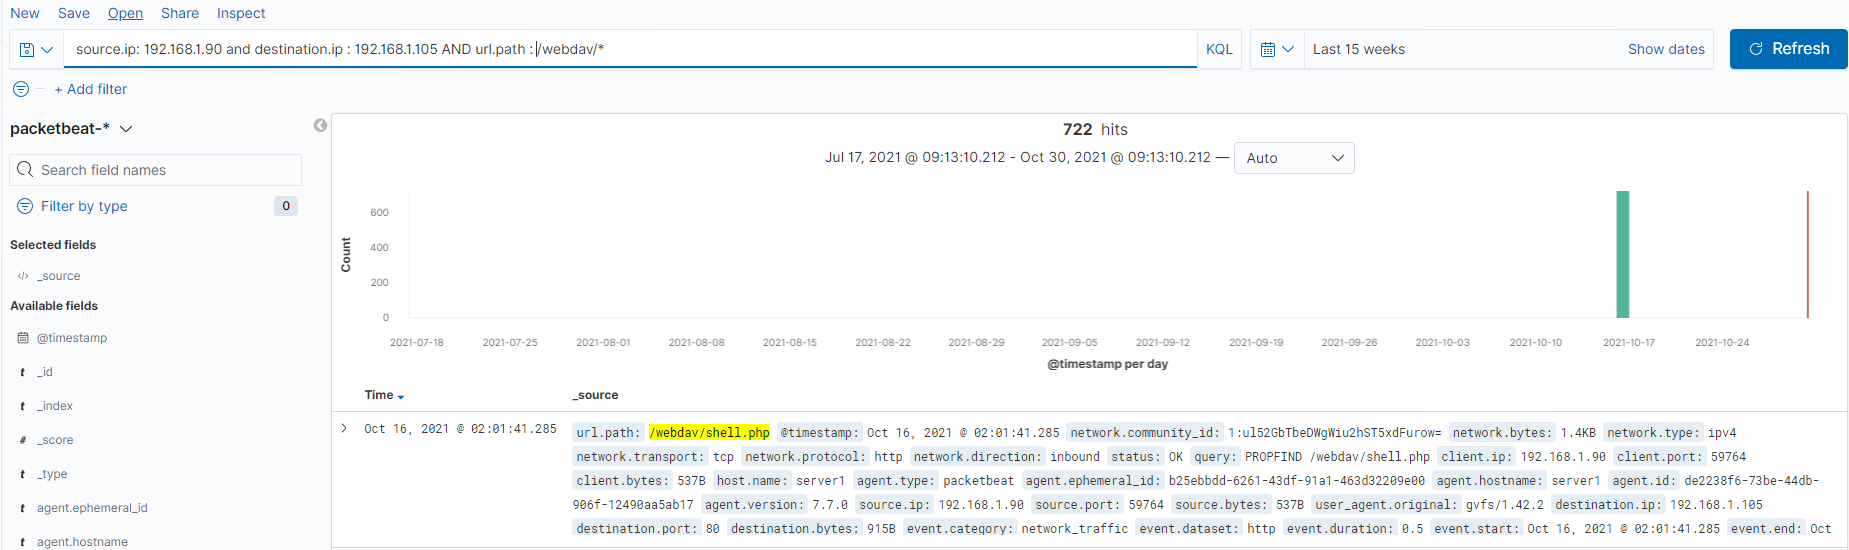 New Save Open Share Inspect
source.ip: 192.168.1.90 and destination.ip : 192.168.1.105 AND url.path : /webdav/* KQL Last 15 weeks Show dates Refresh
+ Add filter
packetbeat-*
Search field names
Filter by type 0
Selected fields
_source
Available fields
@timestamp
t _id
t _index
# _score
t _type
t agent.ephemeral_id
t agent.hostname
722 hits
Jul 17, 2021 @ 09:13:10.212 - Oct 30, 2021 @ 09:13:10.212 — Auto
Count
600
400
200
0
2021-07-18 2021-07-25 2021-08-01 2021-08-08 2021-08-15 2021-08-22 2021-08-29 2021-09-05 2021-09-12 2021-09-19 2021-09-26 2021-10-03 2021-10-10 2021-10-17 2021-10-24
@timestamp per day
Time _source
Oct 16, 2021 @ 02:01:41.285 url.path: /webdav/shell.php @timestamp: Oct 16, 2021 @ 02:01:41.285 network.community_id: 1:ul52GbTbeDWgWiu2hST5xdFurow= network.bytes: 1.4KB network.type: ipv4
network.transport: tcp network.protocol: http network.direction: inbound status: OK query: PROPFIND /webdav/shell.php client.ip: 192.168.1.90 client.port: 59764
client.bytes: 537B host.name: server1 agent.type: packetbeat agent.ephemeral_id: b25ebbdd-6261-43df-91a1-463d32209e00 agent.hostname: server1 agent.id: de2238f6-73be-44db-
906f-12490aa5ab17 agent.version: 7.7.0 source.ip: 192.168.1.90 source.port: 59764 source.bytes: 537B user_agent.original: gvfs/1.42.2 destination.ip: 192.168.1.105
destination.port: 80 destination.bytes: 915B event.category: network_traffic event.dataset: http event.duration: 0.5 event.start: Oct 16, 2021 @ 02:01:41.285 event.end: Oct